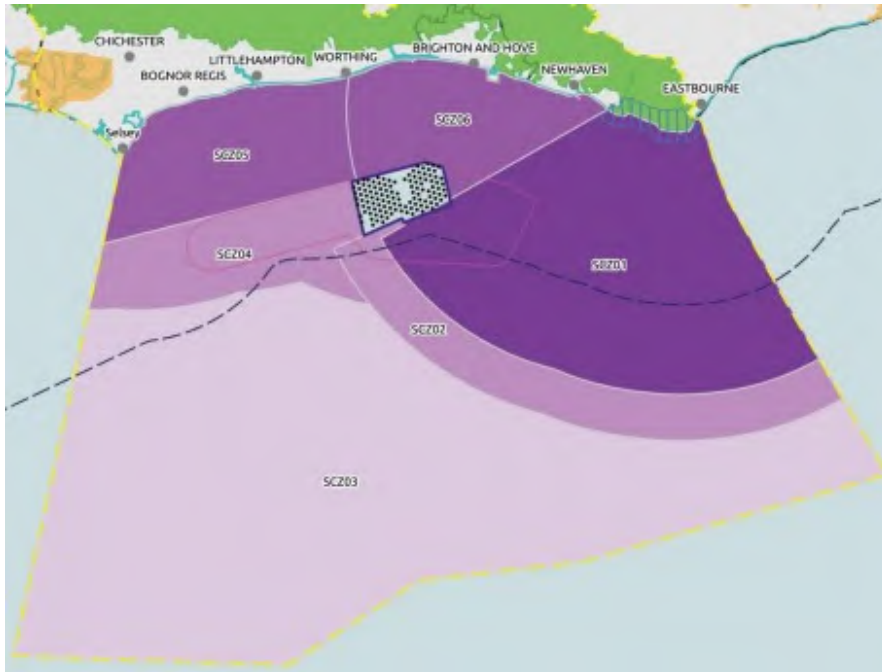 CHICHESTER
BOGNOR REGIS
LITTLEHAMPTON
WORTHING
BRIGHTON AND HOVE
NEWHAVEN
EASTBOURNE
Selsey
SCZ05
SCZ06
SCZ04
SCZ01
SCZ02
SCZ03